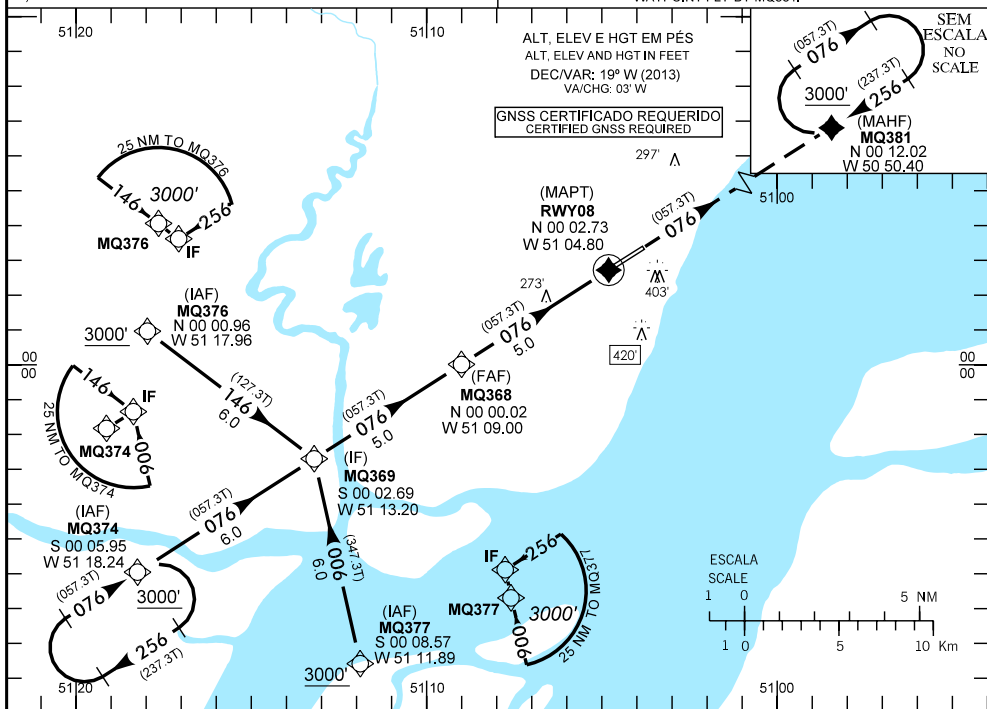 51 20
51 10
ALT, ELEV E HGT EM PÉS
ALT, ELEV AND HGT IN FEET
DEC/VAR: 19º W (2013)
VA/CHG: 03' W
GNSS CERTIFICADO REQUERIDO
CERTIFIED GNSS REQUIRED
SEM
ESCALA
NO
SCALE
(057.3T)
076
(237.3T)
256
3000'
(MAHF)
MQ381
N 00 12.02
W 50 50.40
51 00
297'
25 NM TO MQ376
146
3000'
256
MQ376
IF
(MAPT)
RWY08
N 00 02.73
W 51 04.80
(057.3T)
076
273'
403'
420'
(IAF)
MQ376
N 00 00.96
W 51 17.96
3000'
(127.3T)
146
6.0
(057.3T)
076
5.0
00
00
00
00
(FAF)
MQ368
N 00 00.02
W 51 09.00
(057.3T)
076
5.0
146
IF
MQ374
006
25 NM TO MQ374
(IF)
MQ369
S 00 02.69
W 51 13.20
(IAF)
MQ374
S 00 05.95
W 51 18.24
(057.3T)
076
6.0
(057.3T)
076
3000'
256
(237.3T)
(347.3T)
006
6.0
(IAF)
MQ377
S 00 08.57
W 51 11.89
3000'
IF
256
MQ377
3000'
006
25 NM TO MQ377
ESCALA
SCALE
1 0 5 NM
1 0 5 10 Km
51 20
51 10
51 00